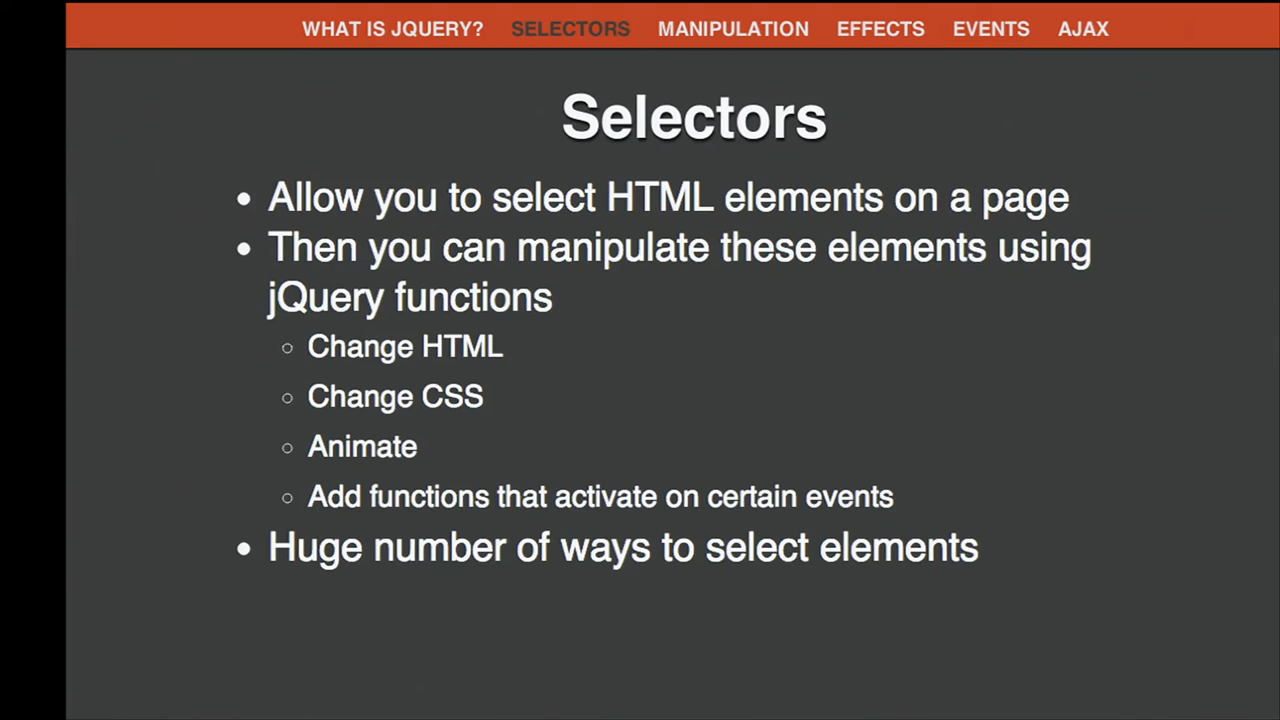 WHAT IS JQUERY? SELECTORS MANIPULATION EFFECTS EVENTS AJAX
Selectors
• Allow you to select HTML elements on a page
• Then you can manipulate these elements using
jQuery functions
○ Change HTML
○ Change CSS
○ Animate
○ Add functions that activate on certain events
• Huge number of ways to select elements